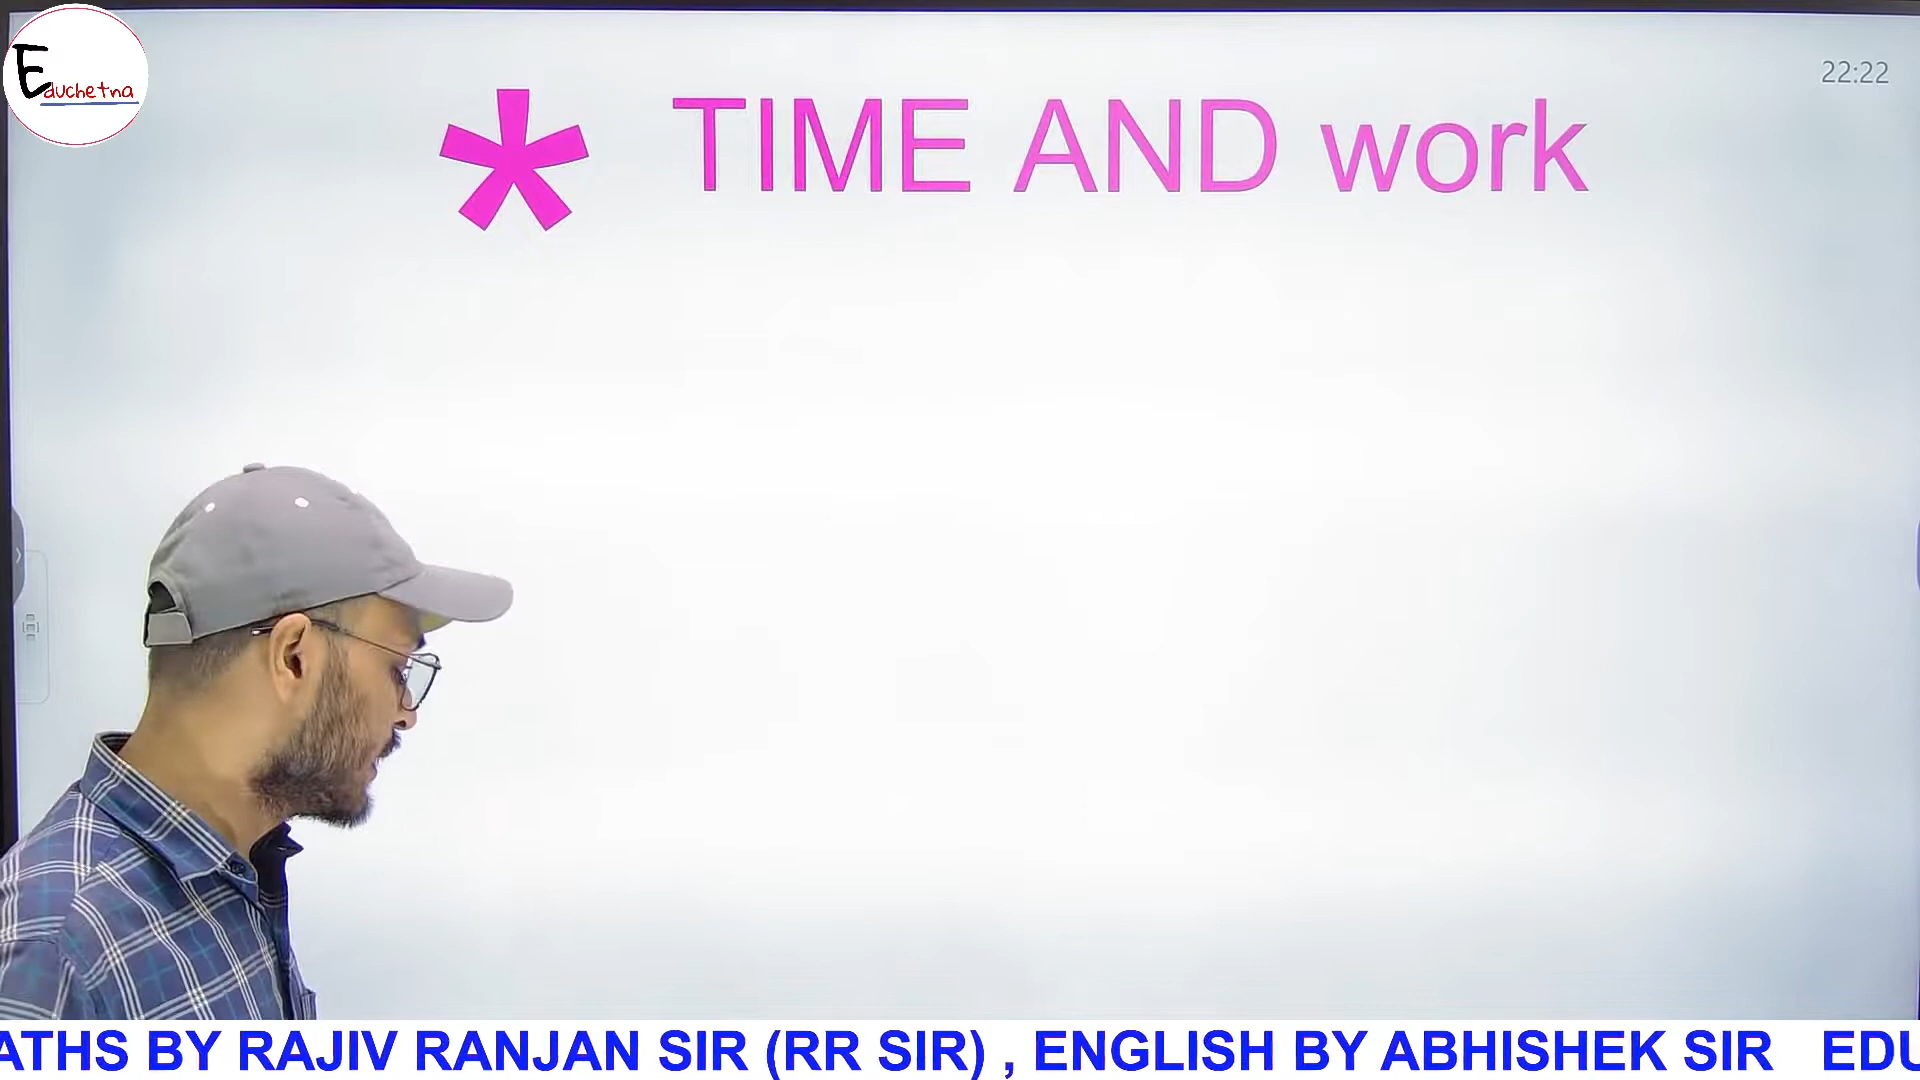 Educhetna
22:22
* TIME AND work
ATHS BY RAJIV RANJAN SIR (RR SIR) , ENGLISH BY ABHISHEK SIR EDU